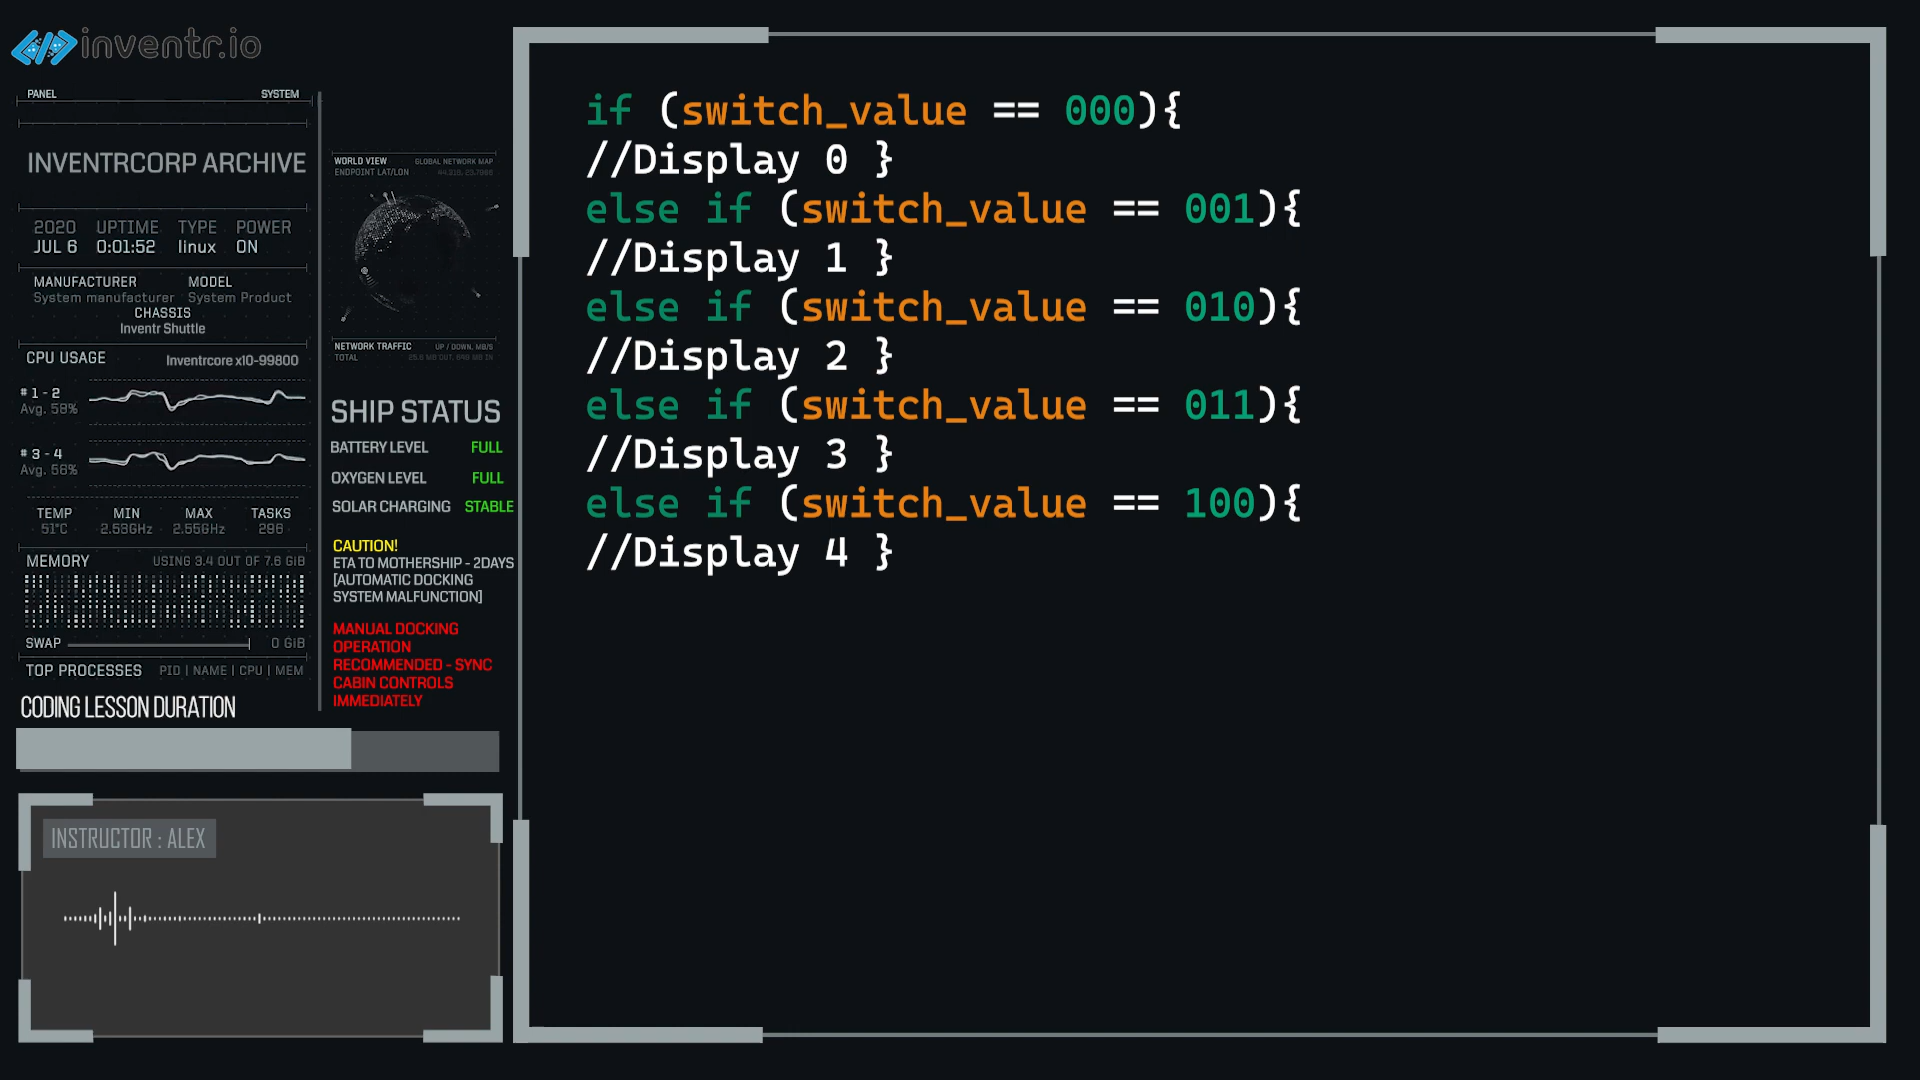 inventr.io
PANEL SYSTEM
INVENTRCORP ARCHIVE
2020 UPTIME TYPE POWER
JUL 6 0:01:52 linux ON
MANUFACTURER MODEL
System manufacturer System Product
CHASSIS
Inventr Shuttle
CPU USAGE Inventrcore x10-99800
# 1 - 2
Avg. 58%
# 3 - 4
Avg. 56%
TEMP MIN MAX TASKS
51°C 2.53GHz 2.55GHz 296
MEMORY USING 3.4 OUT OF 7.6 GiB
SWAP 0 GiB
TOP PROCESSES PID | NAME | CPU | MEM
CODING LESSON DURATION
INSTRUCTOR : ALEX
WORLD VIEW GLOBAL NETWORK MAP
ENDPOINT LAT/LON
NETWORK TRAFFIC UP / DOWN, MB/S
TOTAL
SHIP STATUS
BATTERY LEVEL FULL
OXYGEN LEVEL FULL
SOLAR CHARGING STABLE
CAUTION!
ETA TO MOTHERSHIP - 2DAYS
[AUTOMATIC DOCKING
SYSTEM MALFUNCTION]
MANUAL DOCKING
OPERATION
RECOMMENDED - SYNC
CABIN CONTROLS
IMMEDIATELY
if (switch_value == 000){
//Display 0 }
else if (switch_value == 001){
//Display 1 }
else if (switch_value == 010){
//Display 2 }
else if (switch_value == 011){
//Display 3 }
else if (switch_value == 100){
//Display 4 }